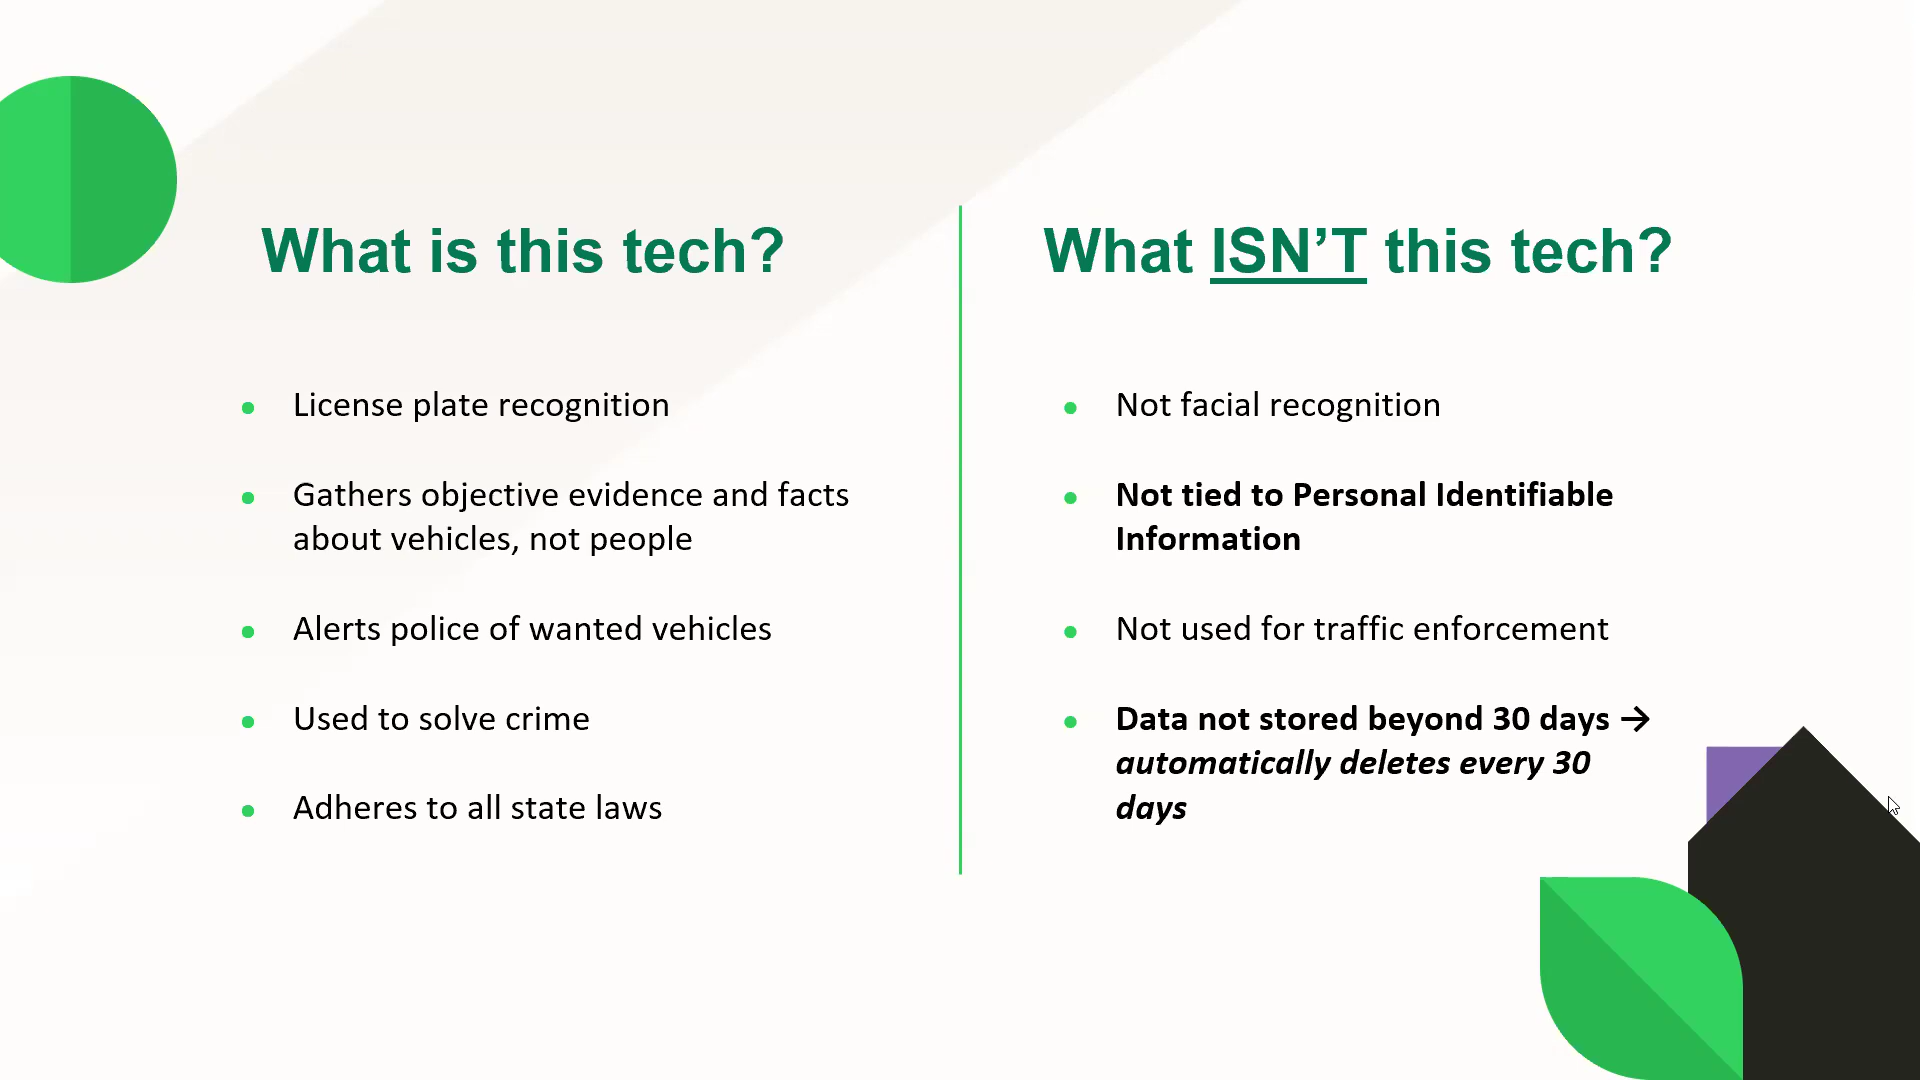 What is this tech?
License plate recognition
Gathers objective evidence and facts
about vehicles, not people
Alerts police of wanted vehicles
Used to solve crime
Adheres to all state laws
What ISN’T this tech?
Not facial recognition
Not tied to Personal Identifiable
Information
Not used for traffic enforcement
Data not stored beyond 30 days →
automatically deletes every 30
days